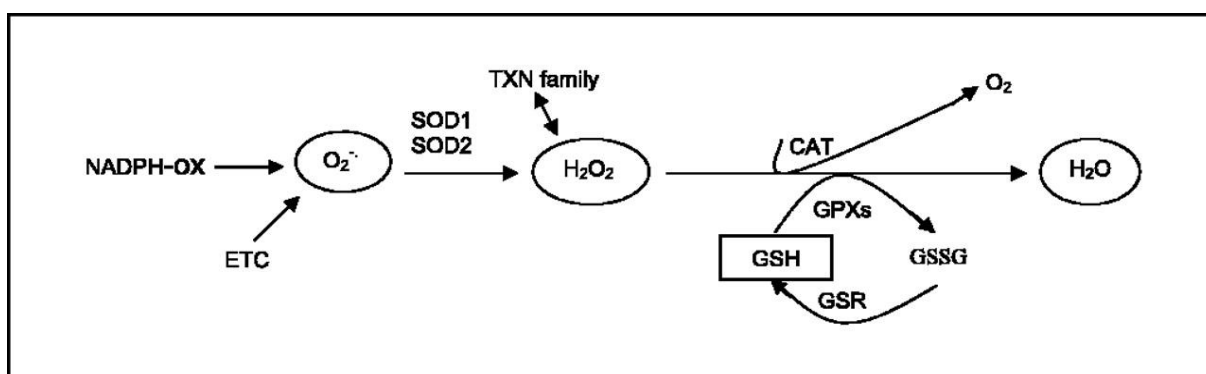 TXN family
O₂
SOD1
SOD2
CAT
NADPH-OX
O₂⁻·
H₂O₂
H₂O
GPXs
ETC
GSH
GSSG
GSR